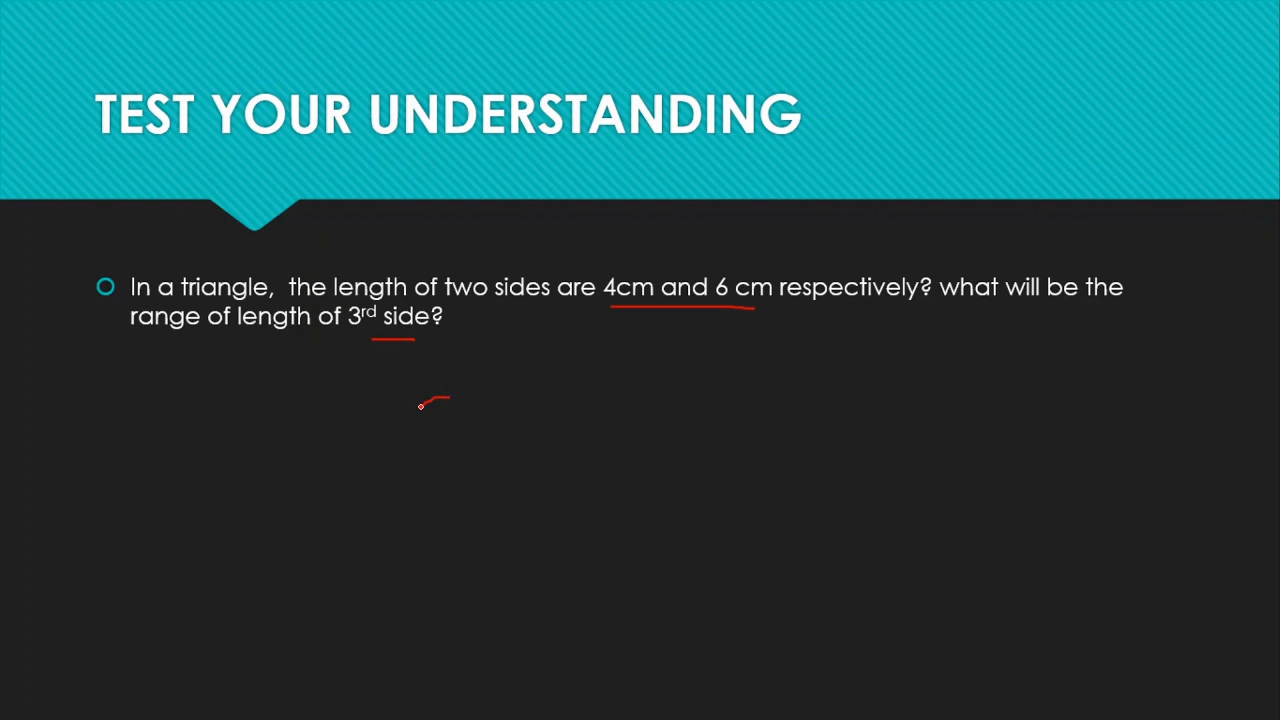 TEST YOUR UNDERSTANDING
In a triangle, the length of two sides are 4cm and 6 cm respectively? what will be the
range of length of 3rd side?